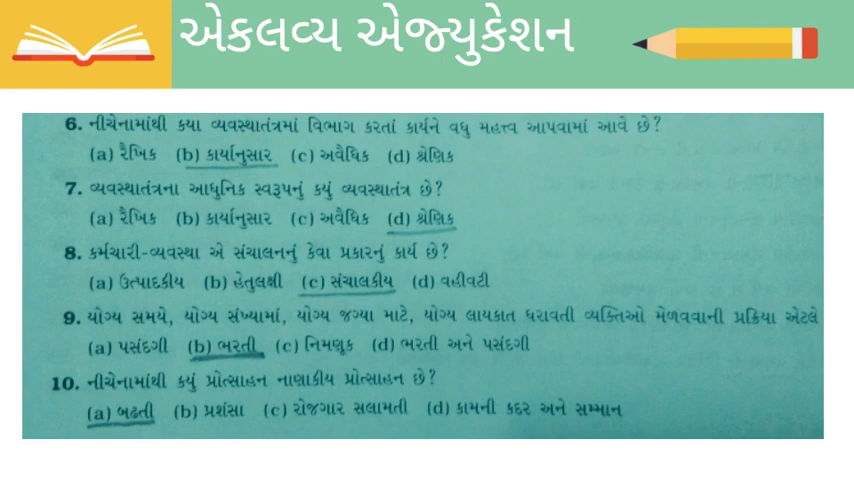 એકલવ્ય એજ્યુકેશન
6. નીચેનામાંથી કયા વ્યવસ્થાતંત્રમાં વિભાગ કરતાં કાર્યને વધુ મહત્ત્વ આપવામાં આવે છે?
(a) રૈખિક (b) કાર્યાનુસાર (c) અવૈધિક (d) શ્રેણિક
7. વ્યવસ્થાતંત્રના આધુનિક સ્વરૂપનું કયું વ્યવસ્થાતંત્ર છે?
(a) રૈખિક (b) કાર્યાનુસાર (c) અવૈધિક (d) શ્રેણિક
8. કર્મચારી-વ્યવસ્થા એ સંચાલનનું કેવા પ્રકારનું કાર્ય છે?
(a) ઉત્પાદકીય (b) હેતુલક્ષી (c) સંચાલકીય (d) વહીવટી
9. યોગ્ય સમયે, યોગ્ય સંખ્યામાં, યોગ્ય જગ્યા માટે, યોગ્ય લાયકાત ધરાવતી વ્યક્તિઓ મેળવવાની પ્રક્રિયા એટલે
(a) પસંદગી (b) ભરતી (c) નિમણૂક (d) ભરતી અને પસંદગી
10. નીચેનામાંથી કયું પ્રોત્સાહન નાણાકીય પ્રોત્સાહન છે?
(a) બઢતી (b) પ્રશંસા (c) રોજગાર સલામતી (d) કામની કદર અને સન્માન